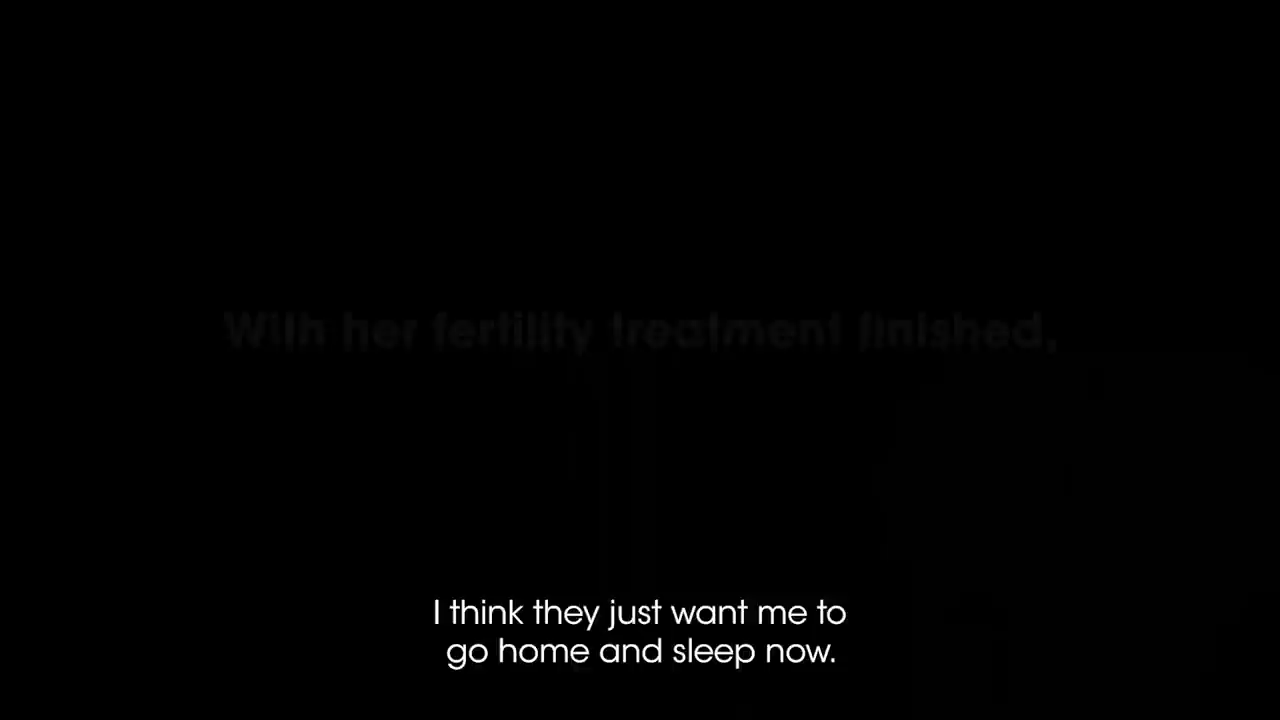 With her fertility treatment finished,
I think they just want me to
go home and sleep now.